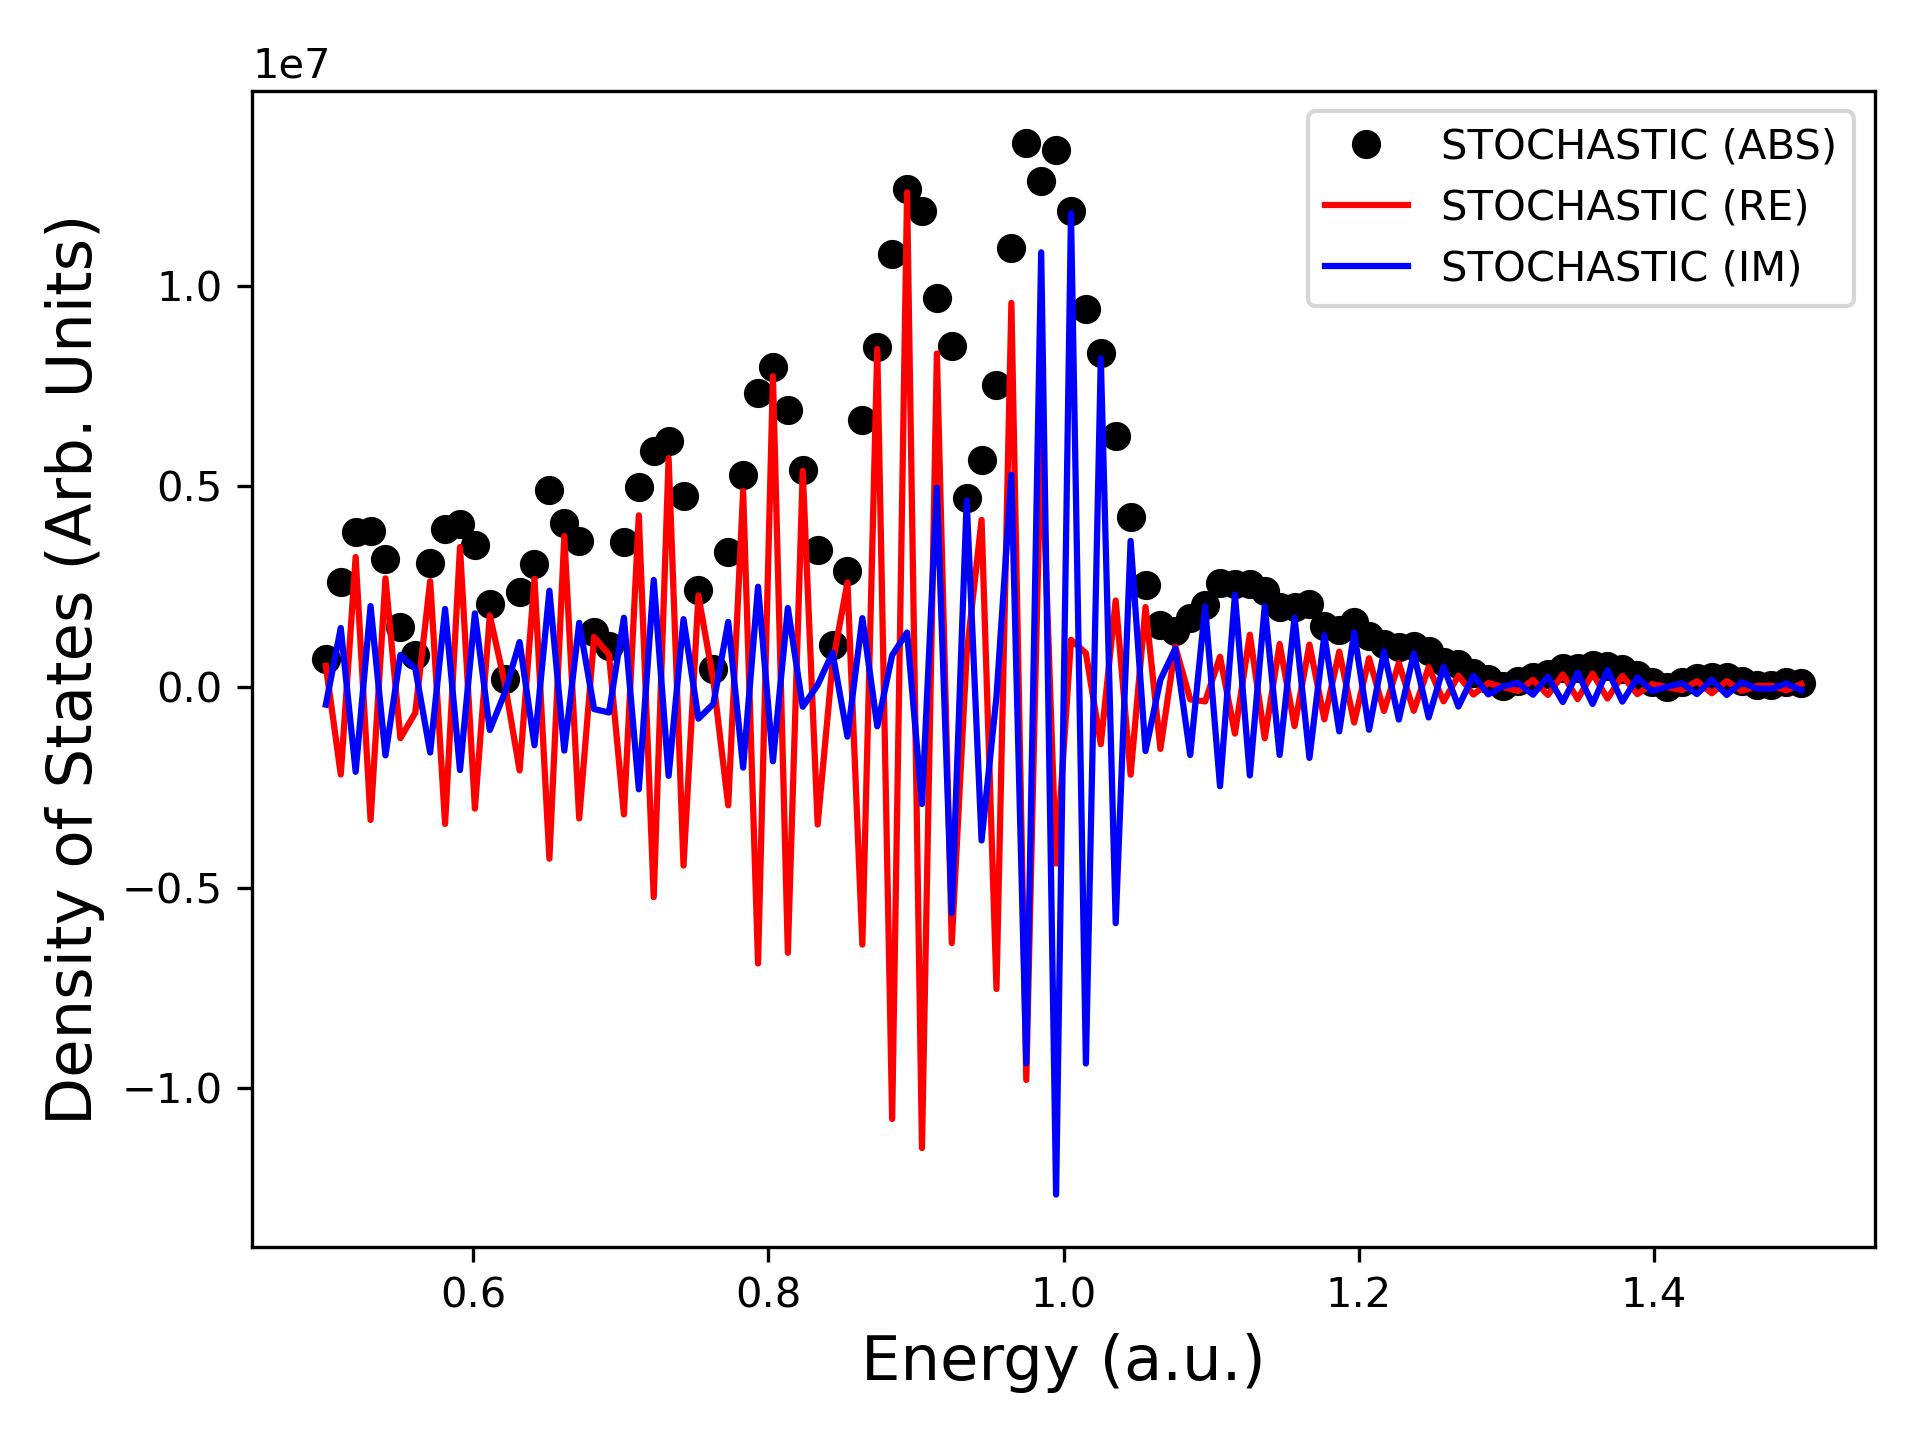 1e7
STOCHASTIC (ABS)
STOCHASTIC (RE)
STOCHASTIC (IM)
Density of States (Arb. Units)
1.0
0.5
0.0
−0.5
−1.0
0.6 0.8 1.0 1.2 1.4
Energy (a.u.)